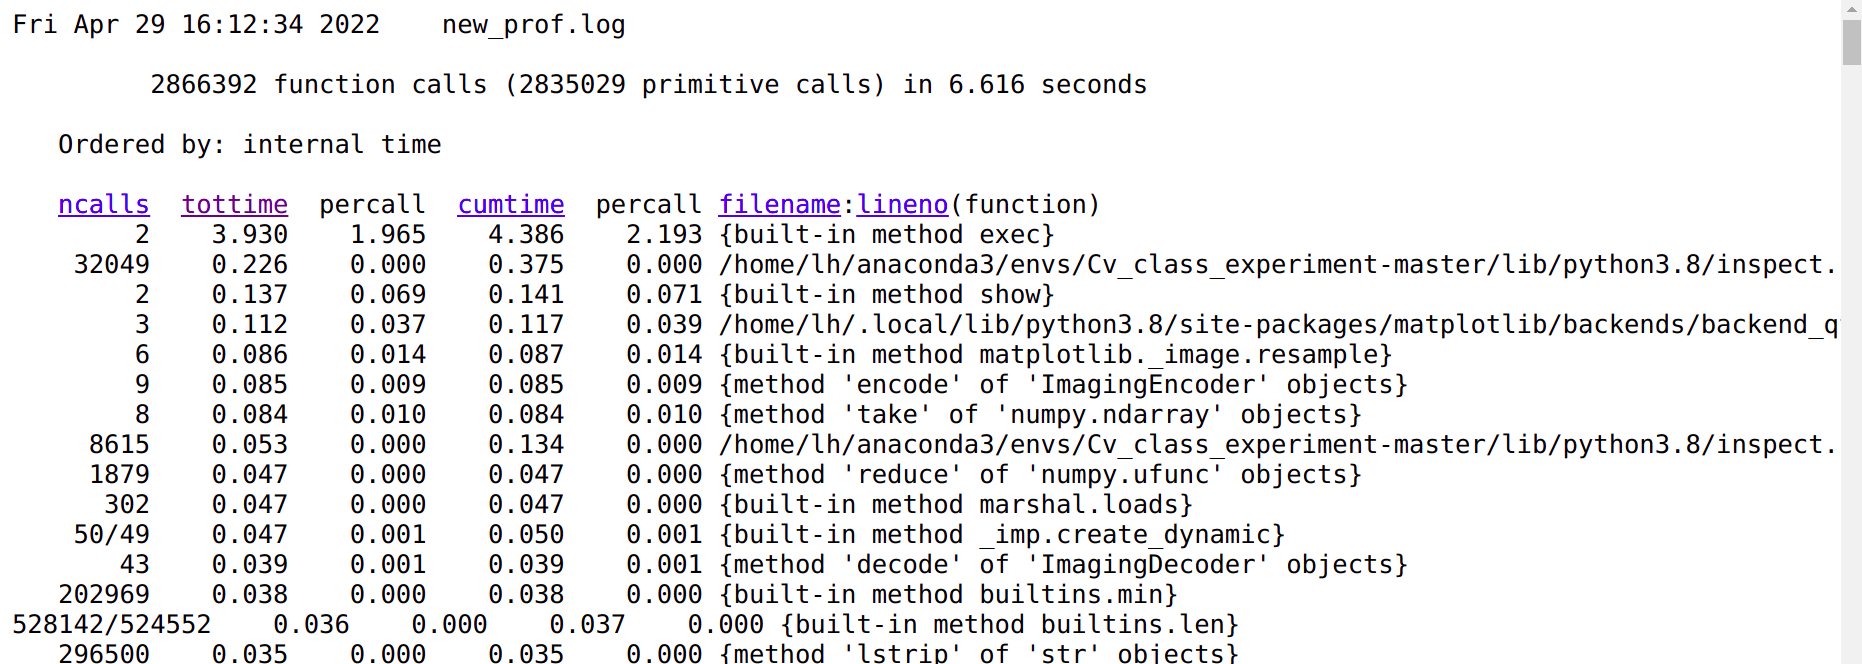 Fri Apr 29 16:12:34 2022    new_prof.log
         2866392 function calls (2835029 primitive calls) in 6.616 seconds
   Ordered by: internal time
   ncalls  tottime  percall  cumtime  percall filename:lineno(function)
        2    3.930    1.965    4.386    2.193 {built-in method exec}
    32049    0.226    0.000    0.375    0.000 /home/lh/anaconda3/envs/Cv_class_experiment-master/lib/python3.8/inspect.
        2    0.137    0.069    0.141    0.071 {built-in method show}
        3    0.112    0.037    0.117    0.039 /home/lh/.local/lib/python3.8/site-packages/matplotlib/backends/backend_q
        6    0.086    0.014    0.087    0.014 {built-in method matplotlib._image.resample}
        9    0.085    0.009    0.085    0.009 {method 'encode' of 'ImagingEncoder' objects}
        8    0.084    0.010    0.084    0.010 {method 'take' of 'numpy.ndarray' objects}
     8615    0.053    0.000    0.134    0.000 /home/lh/anaconda3/envs/Cv_class_experiment-master/lib/python3.8/inspect.
     1879    0.047    0.000    0.047    0.000 {method 'reduce' of 'numpy.ufunc' objects}
      302    0.047    0.000    0.047    0.000 {built-in method marshal.loads}
    50/49    0.047    0.001    0.050    0.001 {built-in method _imp.create_dynamic}
       43    0.039    0.001    0.039    0.001 {method 'decode' of 'ImagingDecoder' objects}
   202969    0.038    0.000    0.038    0.000 {built-in method builtins.min}
528142/524552    0.036    0.000    0.037    0.000 {built-in method builtins.len}
   296500    0.035    0.000    0.035    0.000 {method 'lstrip' of 'str' objects}